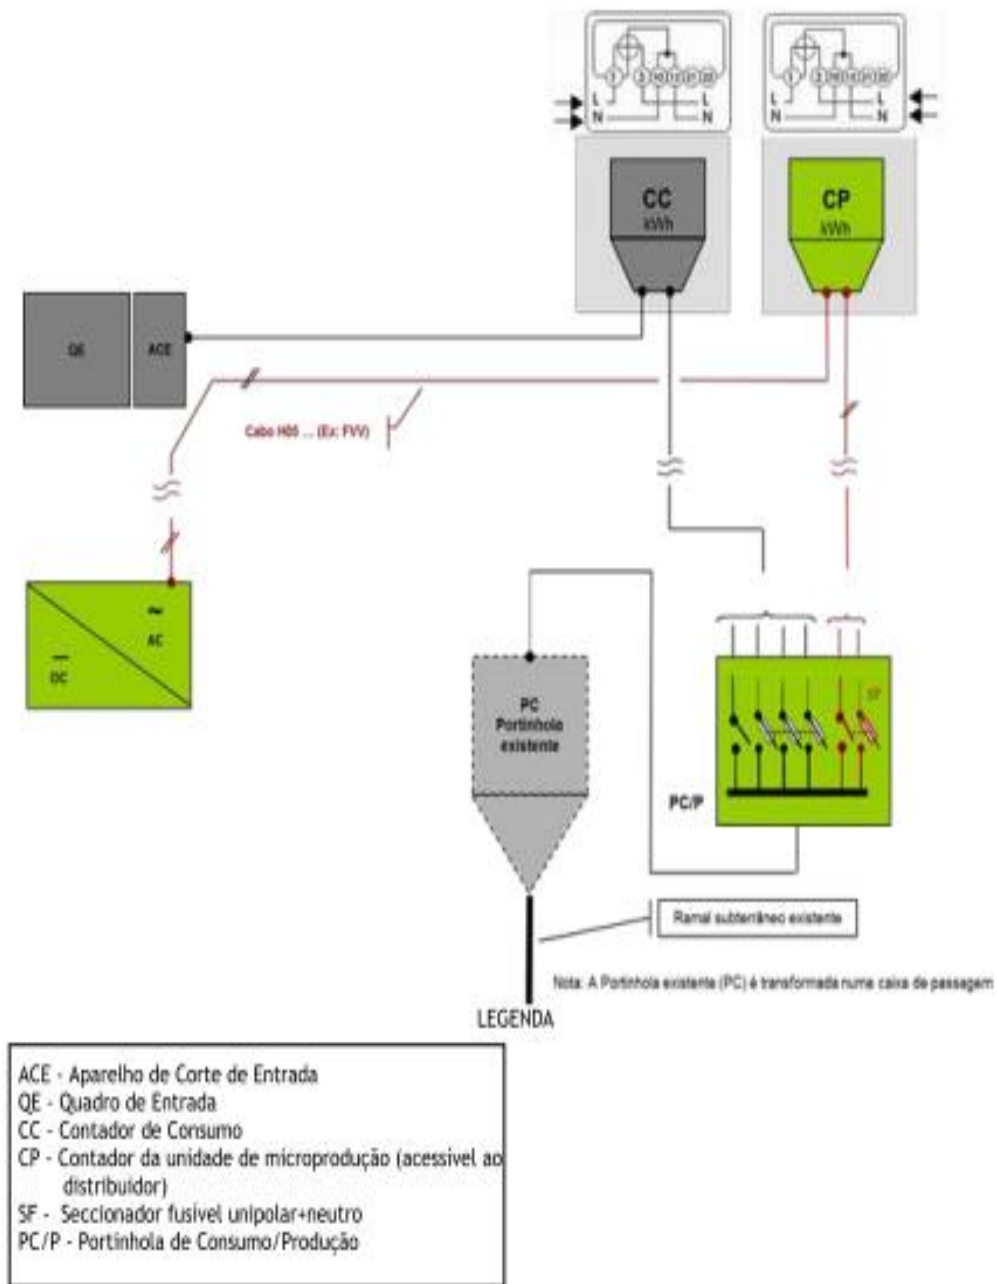 L
N
L
N
L
N
L
N
CC
kWh
CP
kWh
QE
ACE
Cabo H05 ... (Ex: FVV)
~
AC
DC
PC
Portinhola
existente
SF
PC/P
Ramal subterrâneo existente
Nota: A Portinhola existente (PC) é transformada numa caixa de passagem
LEGENDA
ACE - Aparelho de Corte de Entrada
QE - Quadro de Entrada
CC - Contador de Consumo
CP - Contador da unidade de microprodução (acessível ao
distribuidor)
SF - Seccionador fusível unipolar+neutro
PC/P - Portinhola de Consumo/Produção